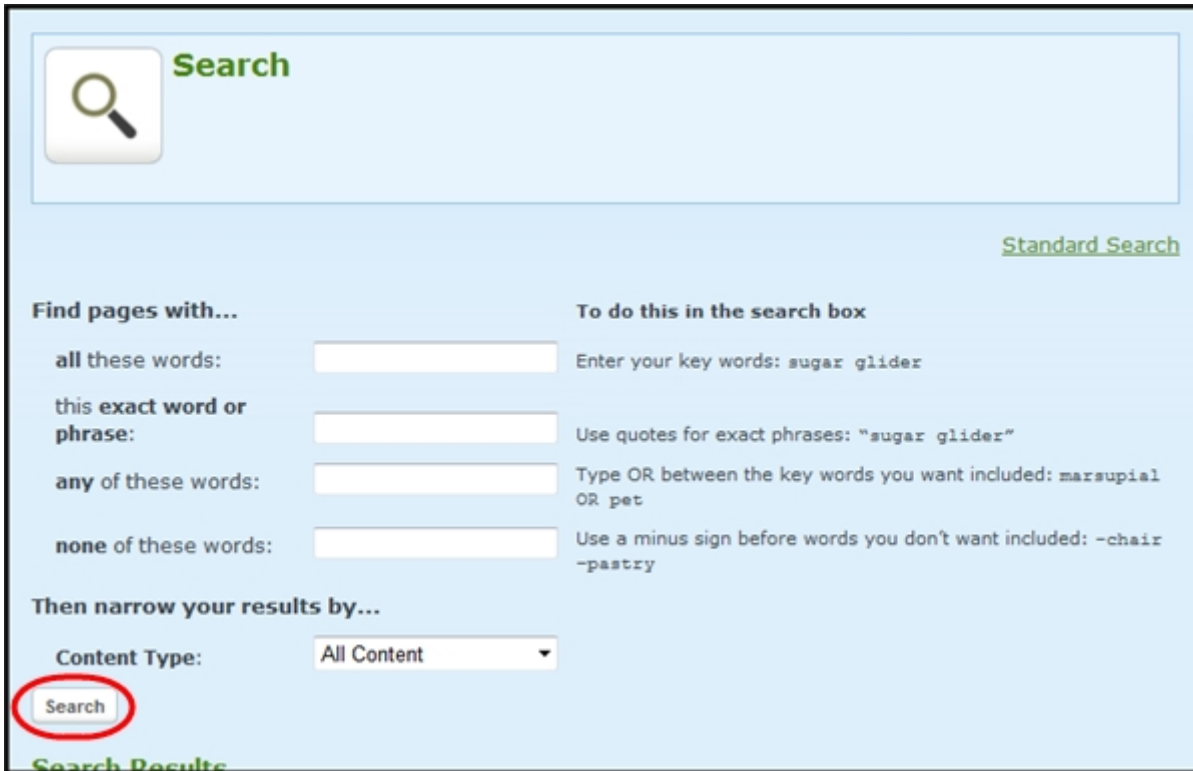 Search
Standard Search
Find pages with...
To do this in the search box
all these words:
Enter your key words: sugar glider
this exact word or
phrase:
Use quotes for exact phrases: “sugar glider”
any of these words:
Type OR between the key words you want included: marsupial
OR pet
none of these words:
Use a minus sign before words you don’t want included: -chair
-pastry
Then narrow your results by...
Content Type:
All Content
Search
Search Results